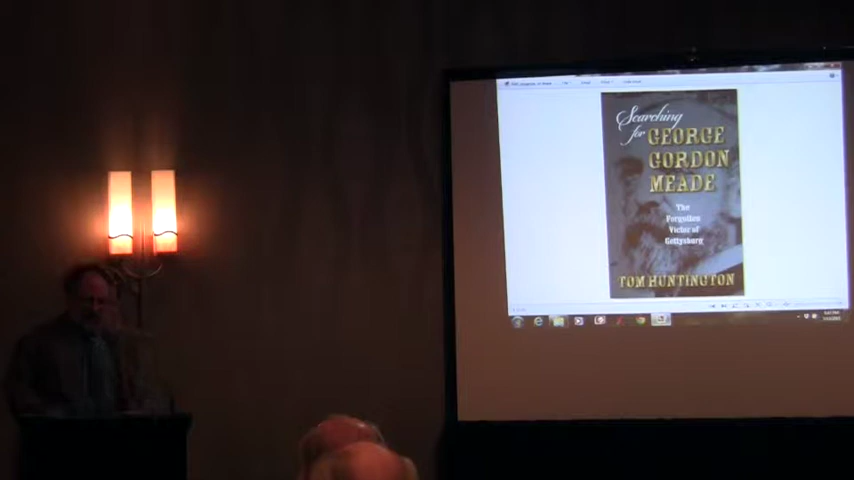 Searching
for GEORGE
GORDON
MEADE
The
Forgotten
Victor of
Gettysburg
TOM HUNTINGTON